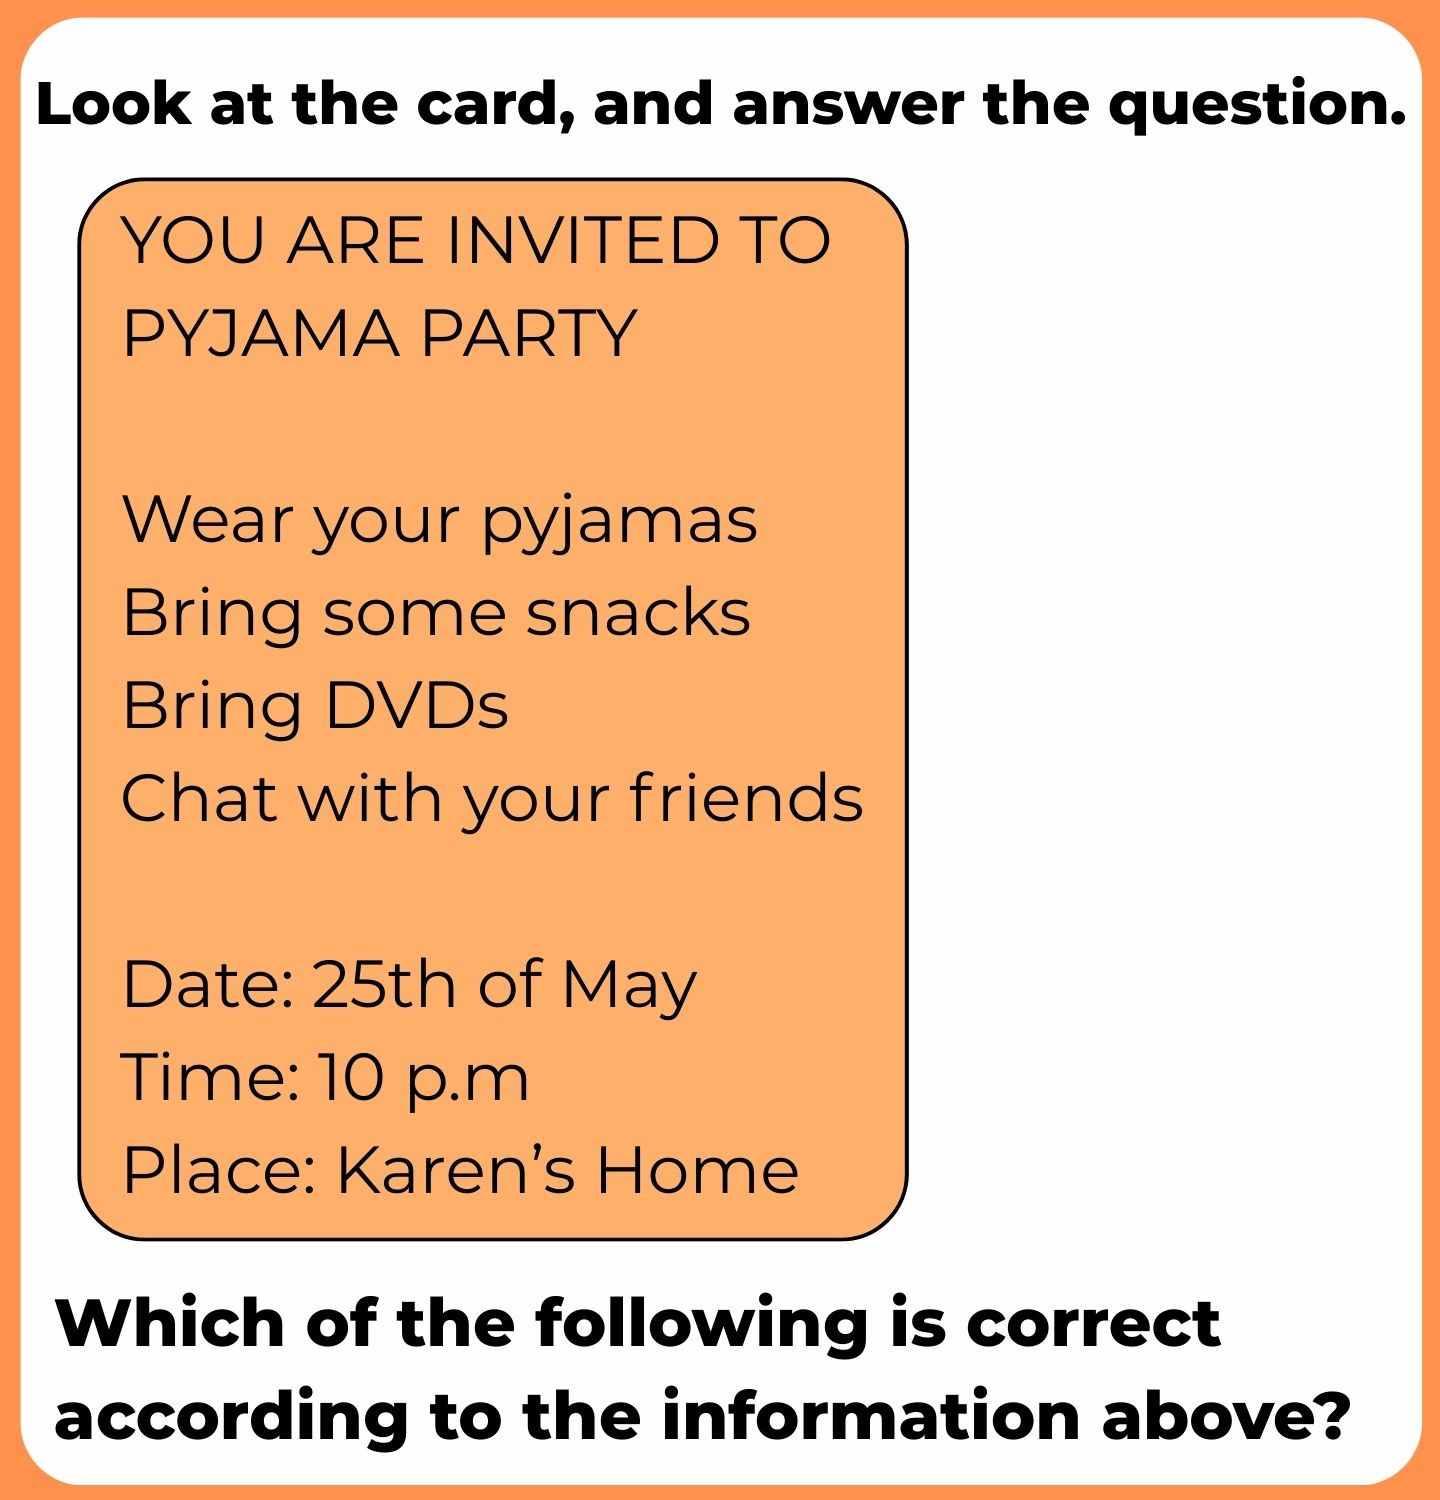 Look at the card, and answer the question.
YOU ARE INVITED TO
PYJAMA PARTY
Wear your pyjamas
Bring some snacks
Bring DVDs
Chat with your friends
Date: 25th of May
Time: 10 p.m
Place: Karen’s Home
Which of the following is correct
according to the information above?